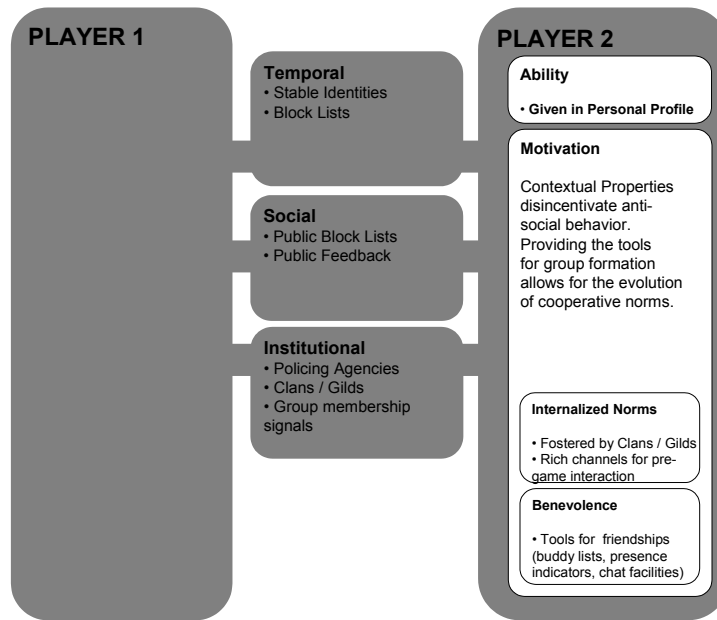 PLAYER 1
Temporal
• Stable Identities
• Block Lists
Social
• Public Block Lists
• Public Feedback
Institutional
• Policing Agencies
• Clans / Gilds
• Group membership
signals
PLAYER 2
Ability
• Given in Personal Profile
Motivation
Contextual Properties
disincentivate anti-
social behavior.
Providing the tools
for group formation
allows for the evolution
of cooperative norms.
Internalized Norms
• Fostered by Clans / Gilds
• Rich channels for pre-
game interaction
Benevolence
• Tools for friendships
(buddy lists, presence
indicators, chat facilities)